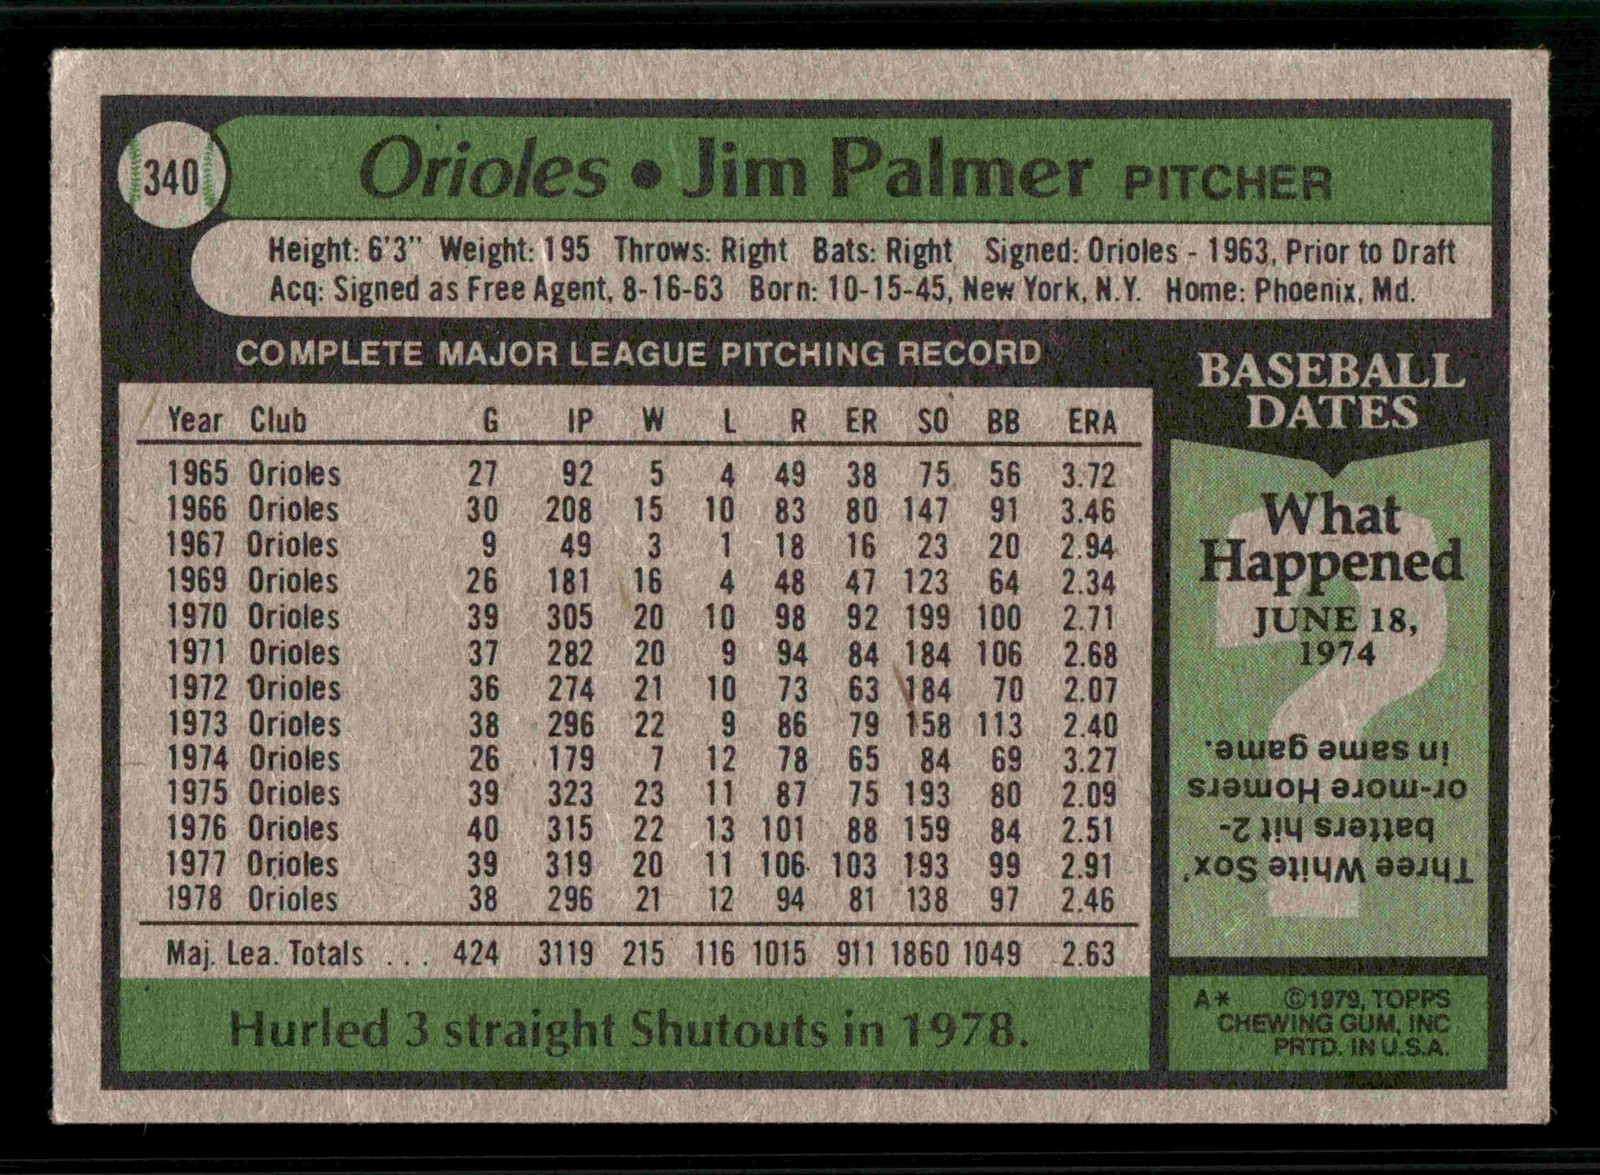 340
Orioles • Jim Palmer PITCHER
Height: 6'3" Weight: 195 Throws: Right Bats: Right Signed: Orioles - 1963, Prior to Draft
Acq: Signed as Free Agent, 8-16-63 Born: 10-15-45, New York, N.Y. Home: Phoenix, Md.
COMPLETE MAJOR LEAGUE PITCHING RECORD
Year Club G IP W L R ER SO BB ERA
1965 Orioles 27 92 5 4 49 38 75 56 3.72
1966 Orioles 30 208 15 10 83 80 147 91 3.46
1967 Orioles 9 49 3 1 18 16 23 20 2.94
1969 Orioles 26 181 16 4 48 47 123 64 2.34
1970 Orioles 39 305 20 10 98 92 199 100 2.71
1971 Orioles 37 282 20 9 94 84 184 106 2.68
1972 Orioles 36 274 21 10 73 63 184 70 2.07
1973 Orioles 38 296 22 9 86 79 158 113 2.40
1974 Orioles 26 179 7 12 78 65 84 69 3.27
1975 Orioles 39 323 23 11 87 75 193 80 2.09
1976 Orioles 40 315 22 13 101 88 159 84 2.51
1977 Orioles 39 319 20 11 106 103 193 99 2.91
1978 Orioles 38 296 21 12 94 81 138 97 2.46
Maj. Lea. Totals ... 424 3119 215 116 1015 911 1860 1049 2.63
Hurled 3 straight Shutouts in 1978.
BASEBALL
DATES
What
Happened
JUNE 18,
1974
Three White Sox'
batters hit 2-
or-more Homers
in same game.
A* ©1979, TOPPS
CHEWING GUM, INC
PRTD. IN U.S.A.